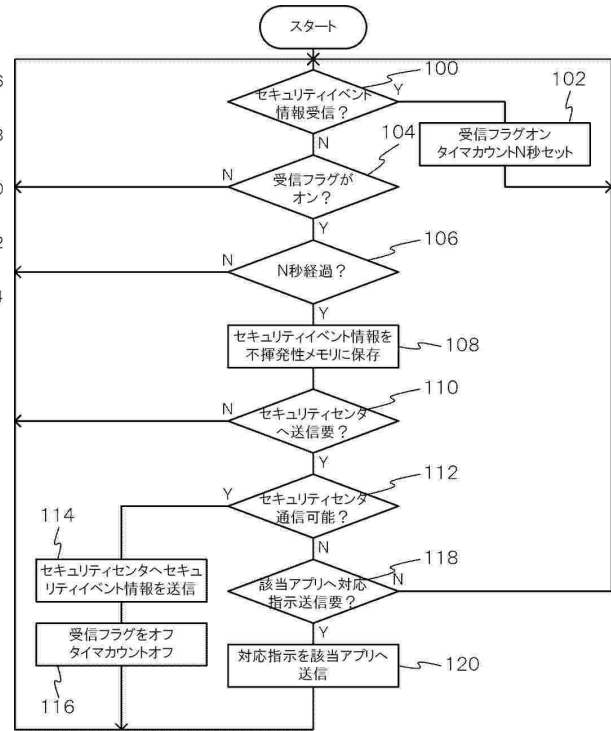 スタート
セキュリティイベント
情報受信？
100
Y
N
102
受信フラグオン
タイマカウントN秒セット
104
受信フラグが
オン？
N
Y
106
N秒経過？
N
Y
セキュリティイベント情報を
不揮発性メモリに保存
108
110
セキュリティセンタ
へ送信要？
N
Y
112
セキュリティセンタ
通信可能？
Y
N
114
セキュリティセンタへセキュ
リティイベント情報を送信
受信フラグをオフ
タイマカウントオフ
116
118
該当アプリへ対応
指示送信要？
N
Y
対応指示を該当アプリへ
送信
120
6
8
0
2
4